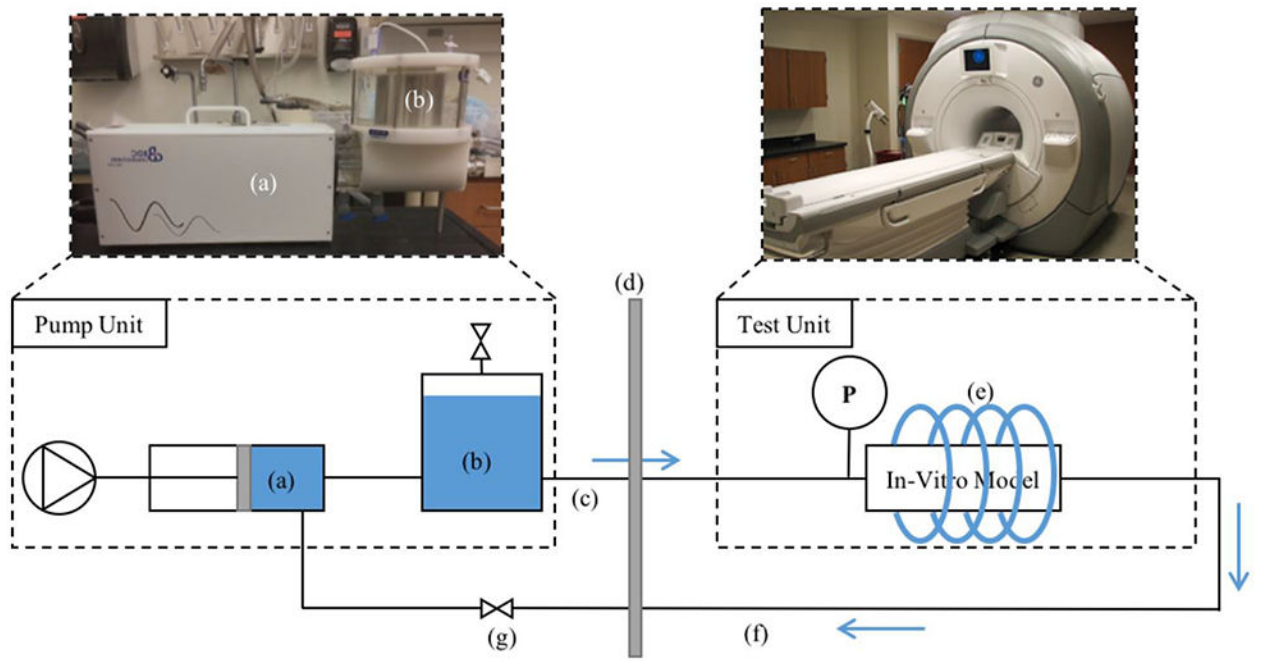 (b)
(a)
(d)
Pump Unit
Test Unit
P
(e)
(a)
(b)
In-Vitro Model
(c)
(g)
(f)